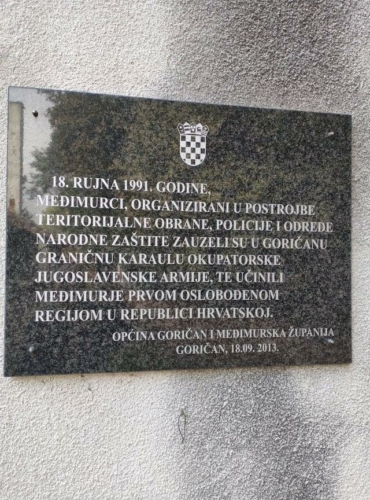 18. RUJNA 1991. GODINE,
MEĐIMURCI, ORGANIZIRANI U POSTROJBE
TERITORIJALNE OBRANE, POLICIJE I ODREDE
NARODNE ZAŠTITE ZAUZELI SU U GORIČANU
GRANIČNU KARAULU OKUPATORSKE
JUGOSLAVENSKE ARMIJE, TE UČINILI
MEĐIMURJE PRVOM OSLOBOĐENOM
REGIJOM U REPUBLICI HRVATSKOJ.
OPĆINA GORIČAN I MEĐIMURSKA ŽUPANIJA
GORIČAN, 18.09. 2013.